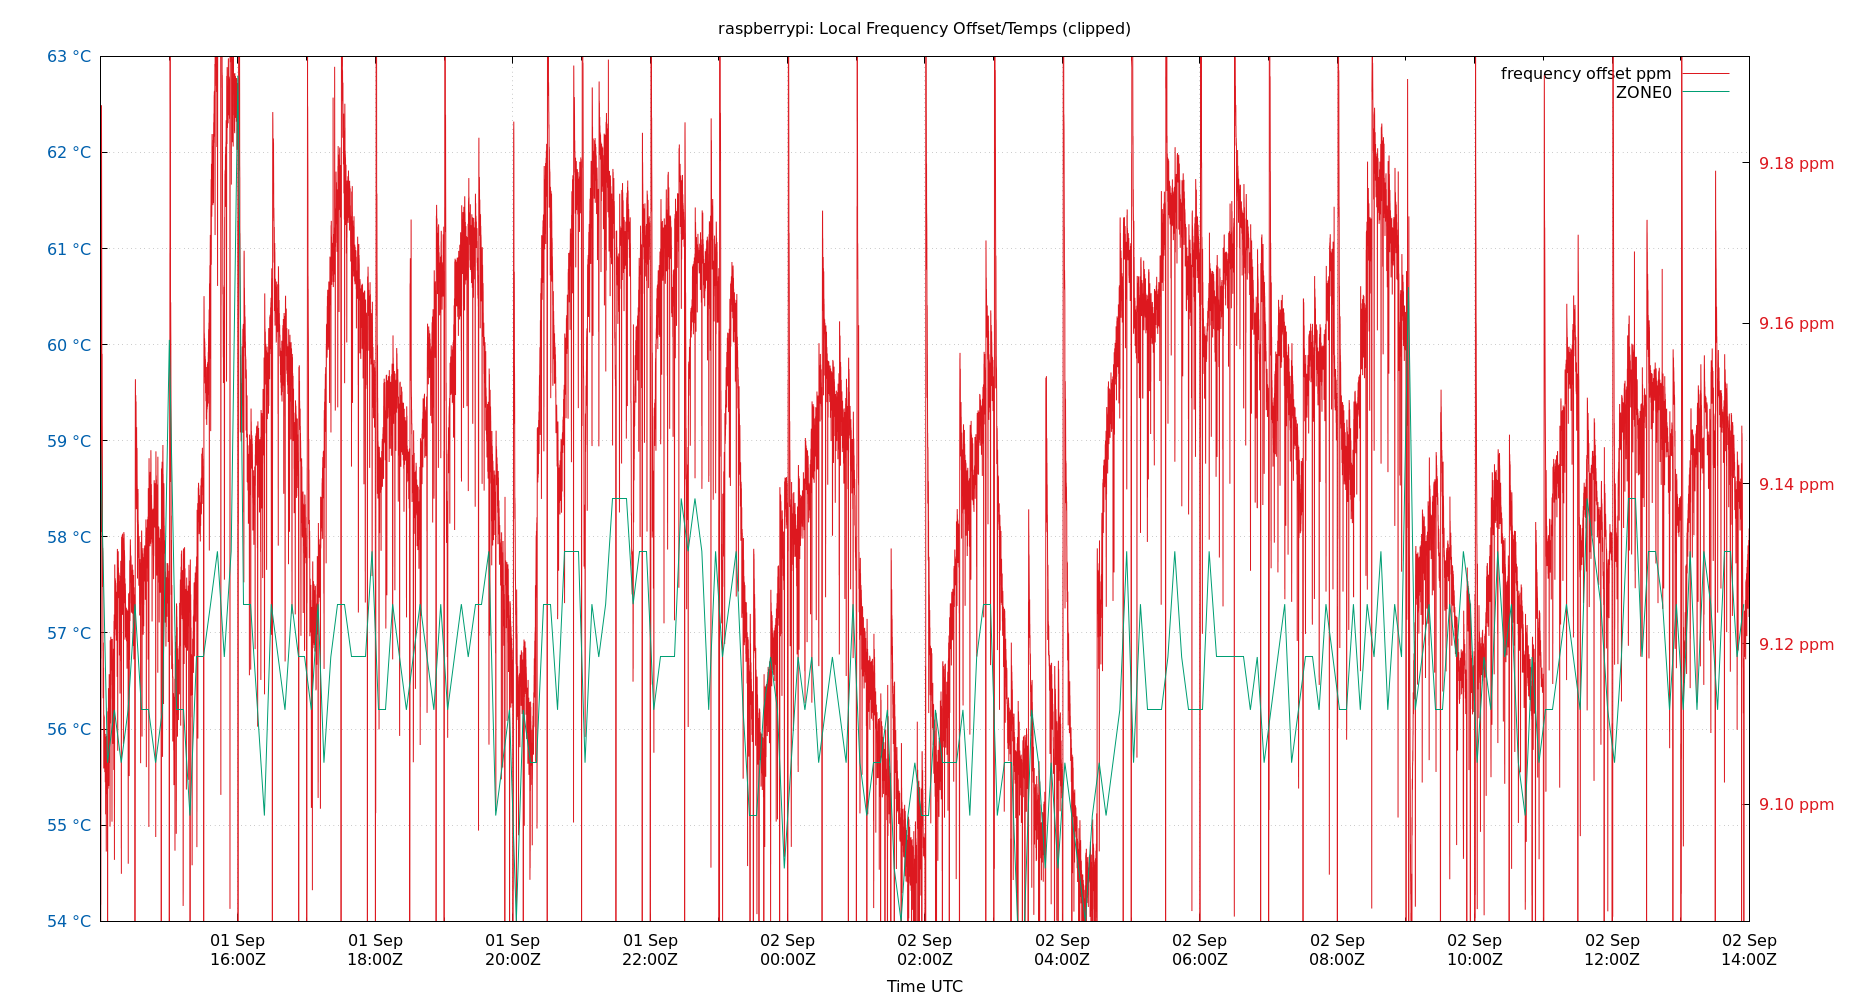 raspberrypi: Local Frequency Offset/Temps (clipped)
63 °C
62 °C
61 °C
60 °C
59 °C
58 °C
57 °C
56 °C
55 °C
54 °C
frequency offset ppm
ZONE0
9.18 ppm
9.16 ppm
9.14 ppm
9.12 ppm
9.10 ppm
01 Sep 01 Sep 01 Sep 01 Sep 02 Sep 02 Sep 02 Sep 02 Sep 02 Sep 02 Sep 02 Sep 02 Sep
16:00Z 18:00Z 20:00Z 22:00Z 00:00Z 02:00Z 04:00Z 06:00Z 08:00Z 10:00Z 12:00Z 14:00Z
Time UTC